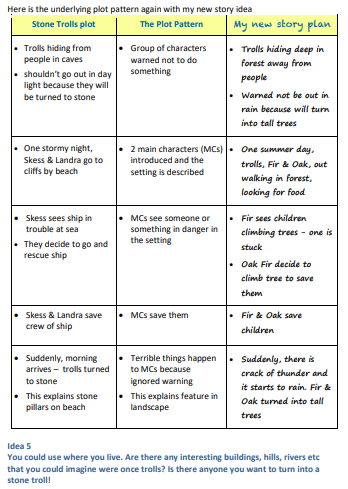 Here is the underlying plot pattern again with my new story idea
Stone Trolls plot
The Plot Pattern
My new story plan
• Trolls hiding from
people in caves
• shouldn't go out in day
light because they will
be turned to stone
• Group of characters
warned not to do
something
• Trolls hiding deep in
forest away from
people
• Warned not be out in
rain because will turn
into tall trees
• One stormy night,
Skess & Landra go to
cliffs by beach
• 2 main characters (MCs)
introduced and the
setting is described
• One summer day,
trolls, Fir & Oak, out
walking in forest,
looking for food
• Skess sees ship in
trouble at sea
• They decide to go and
rescue ship
• MCs see someone or
something in danger in
the setting
• Fir sees children
climbing trees - one is
stuck
• Oak Fir decide to
climb tree to save
them
• Skess & Landra save
crew of ship
• MCs save them
• Fir & Oak save
children
• Suddenly, morning
arrives – trolls turned
to stone
• This explains stone
pillars on beach
• Terrible things happen
to MCs because
ignored warning
• This explains feature in
landscape
• Suddenly, there is
crack of thunder and
it starts to rain. Fir &
Oak turned into tall
trees
Idea 5
You could use where you live. Are there any interesting buildings, hills, rivers etc
that you could imagine were once trolls? Is there anyone you want to turn into a
stone troll!